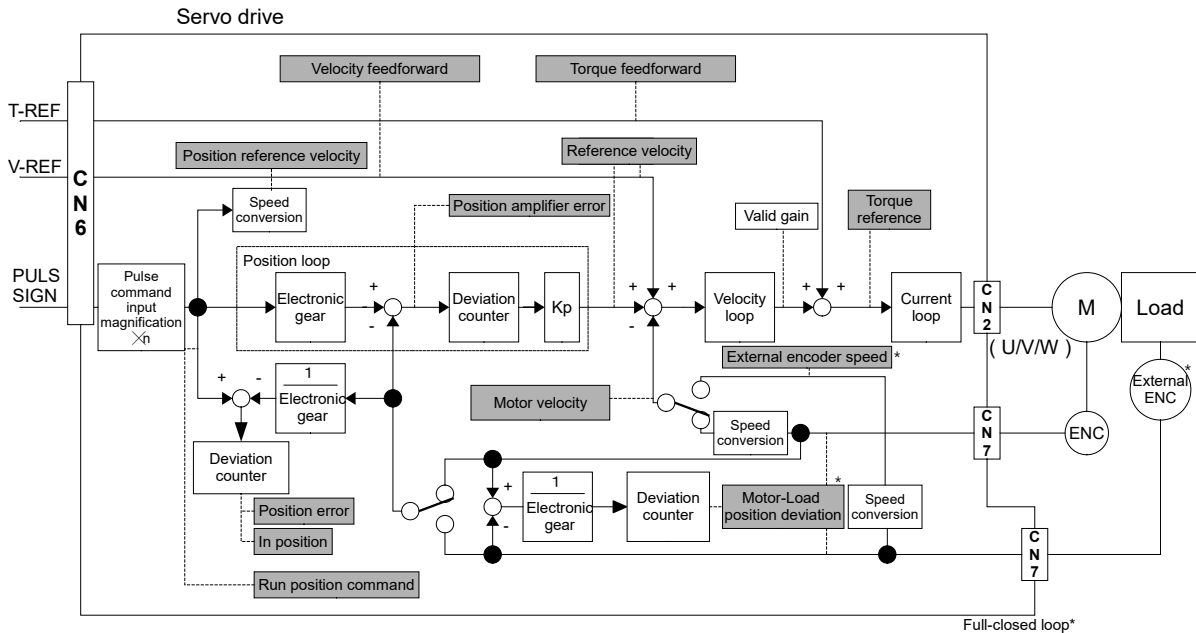 Servo drive
Velocity feedforward
Torque feedforward
T-REF
Position reference velocity
Reference velocity
V-REF
C
N
6
Speed
conversion
Position amplifier error
Valid gain
Torque
reference
PULS
SIGN
Pulse
command
input
magnification
×n
Position loop
Electronic
gear
+
-
-
Deviation
counter
Kp
+
+
+
-
Velocity
loop
+
+
Current
loop
C
N
2
( U/V/W )
M
Load
External encoder speed *
External
ENC
*
+
-
1
Electronic
gear
Motor velocity
Speed
conversion
C
N
7
ENC
Deviation
counter
+
-
1
Electronic
gear
Deviation
counter
Motor-Load
position deviation
*
Speed
conversion
Position error
In position
C
N
7
Run position command
Full-closed loop*